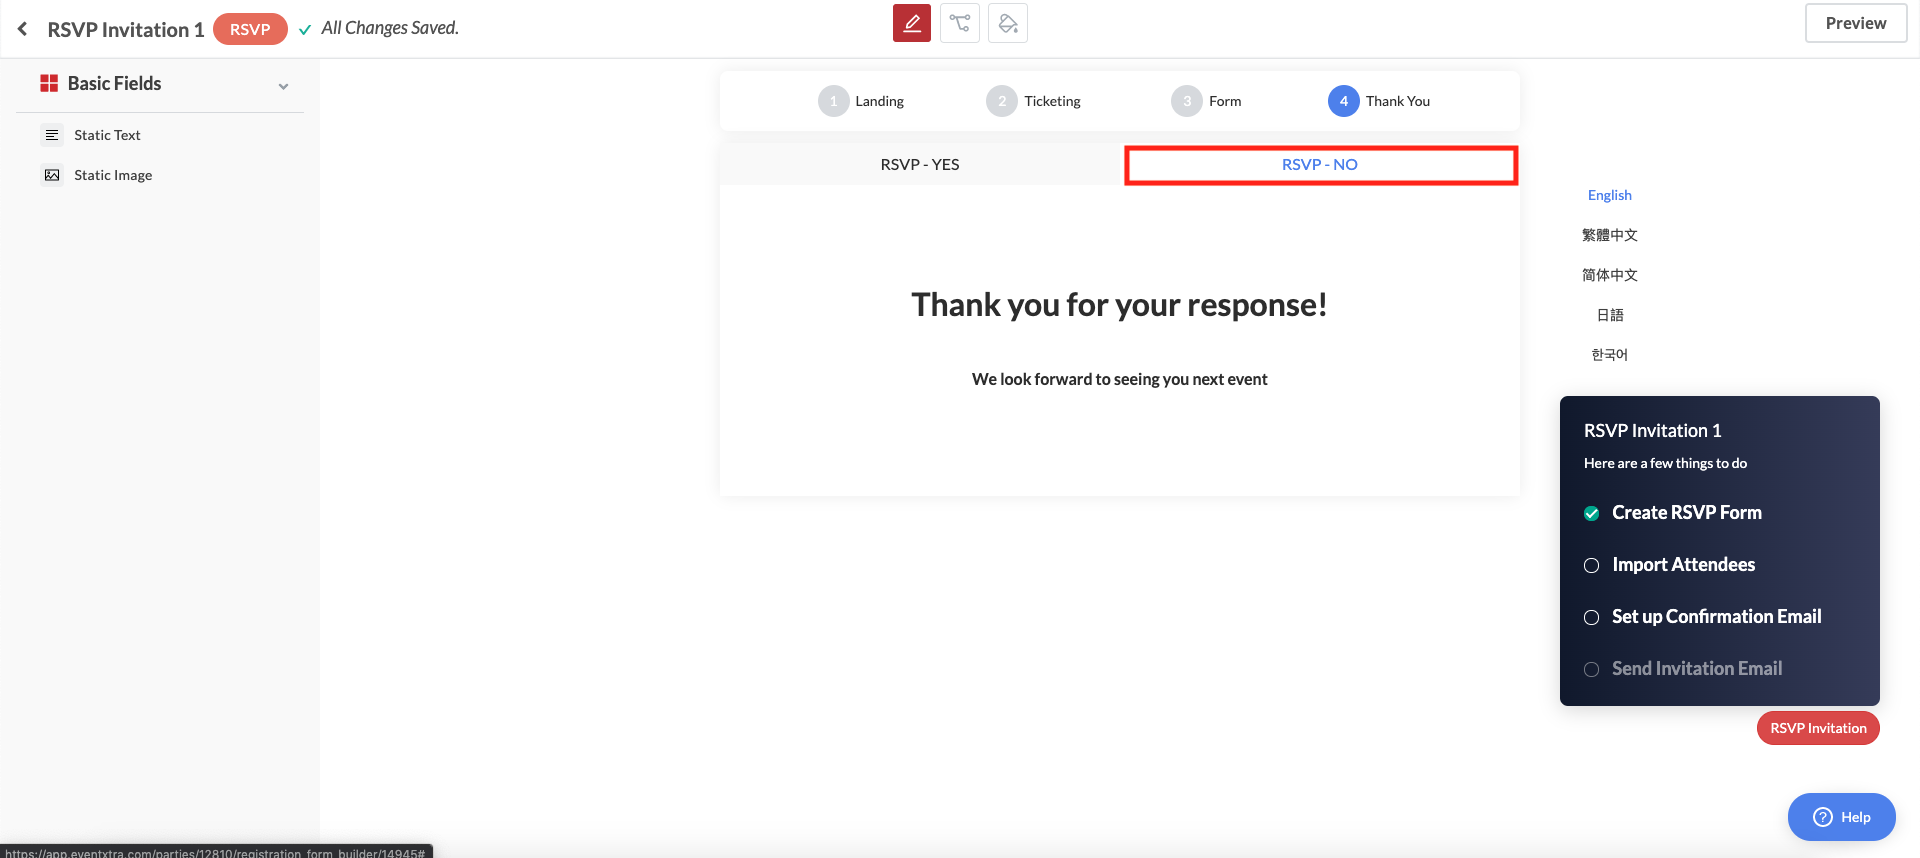 RSVP Invitation 1
RSVP
All Changes Saved.
Preview
Basic Fields
Static Text
Static Image
1 Landing
2 Ticketing
3 Form
4 Thank You
RSVP - YES
RSVP - NO
Thank you for your response!
We look forward to seeing you next event
English
繁體中文
简体中文
日語
한국어
RSVP Invitation 1
Here are a few things to do
Create RSVP Form
Import Attendees
Set up Confirmation Email
Send Invitation Email
RSVP Invitation
? Help
https://app.eventxtra.com/parties/12810/registration_form_builder/14945#